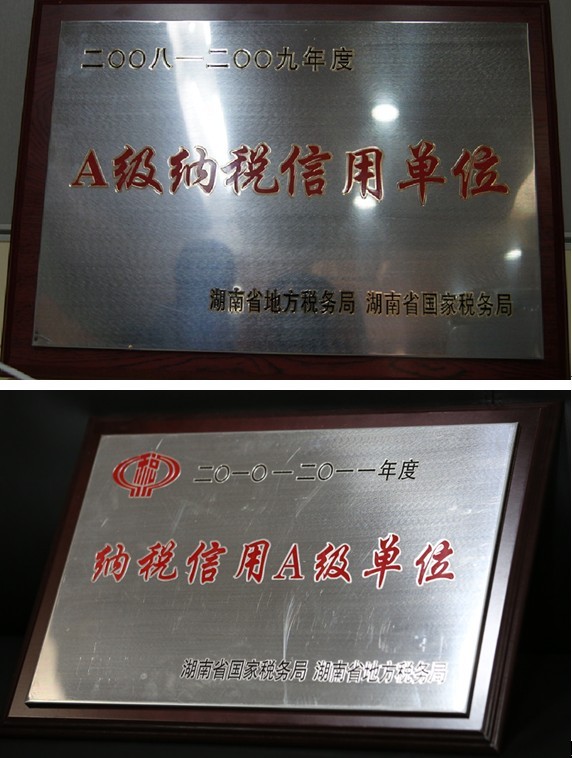 二〇〇八—二〇〇九年度
A级纳税信用单位
湖南省地方税务局 湖南省国家税务局
税
二〇一〇一二〇一一年度
纳税信用A级单位
湖南省国家税务局 湖南省地方税务局